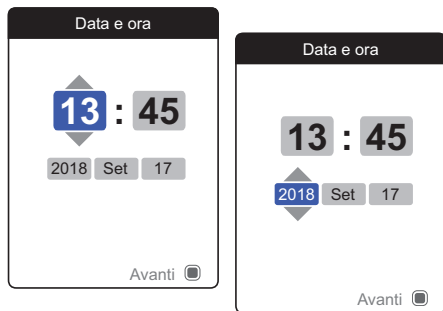 Data e ora
13 : 45
2018 Set 17
Avanti
Data e ora
13 : 45
2018 Set 17
Avanti